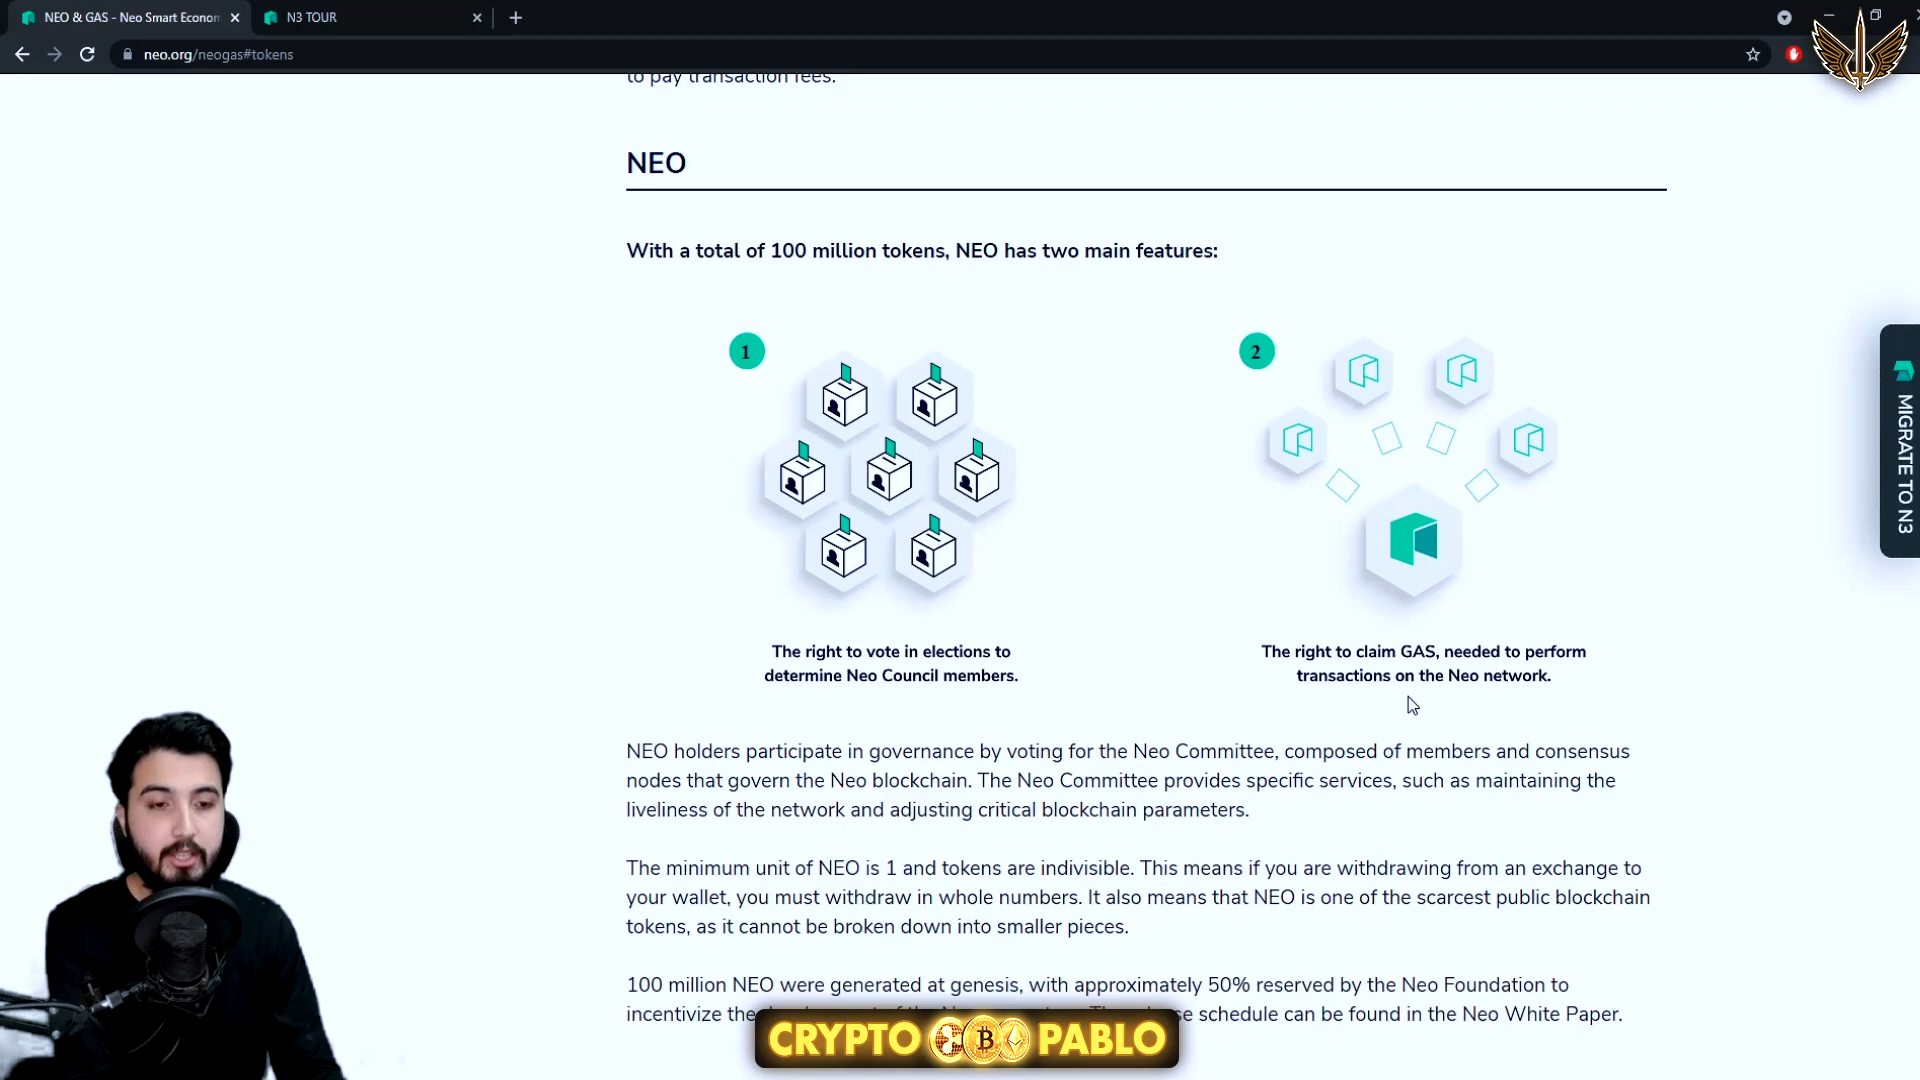 NEO & GAS - Neo Smart Econom
N3 TOUR
neo.org/neogas#tokens
to pay transaction fees.
NEO
With a total of 100 million tokens, NEO has two main features:
1
2
The right to vote in elections to
determine Neo Council members.
The right to claim GAS, needed to perform
transactions on the Neo network.
MIGRATE TO N3
NEO holders participate in governance by voting for the Neo Committee, composed of members and consensus
nodes that govern the Neo blockchain. The Neo Committee provides specific services, such as maintaining the
liveliness of the network and adjusting critical blockchain parameters.
The minimum unit of NEO is 1 and tokens are indivisible. This means if you are withdrawing from an exchange to
your wallet, you must withdraw in whole numbers. It also means that NEO is one of the scarcest public blockchain
tokens, as it cannot be broken down into smaller pieces.
100 million NEO were generated at genesis, with approximately 50% reserved by the Neo Foundation to
incentivize the schedule can be found in the Neo White Paper.
CRYPTO PABLO